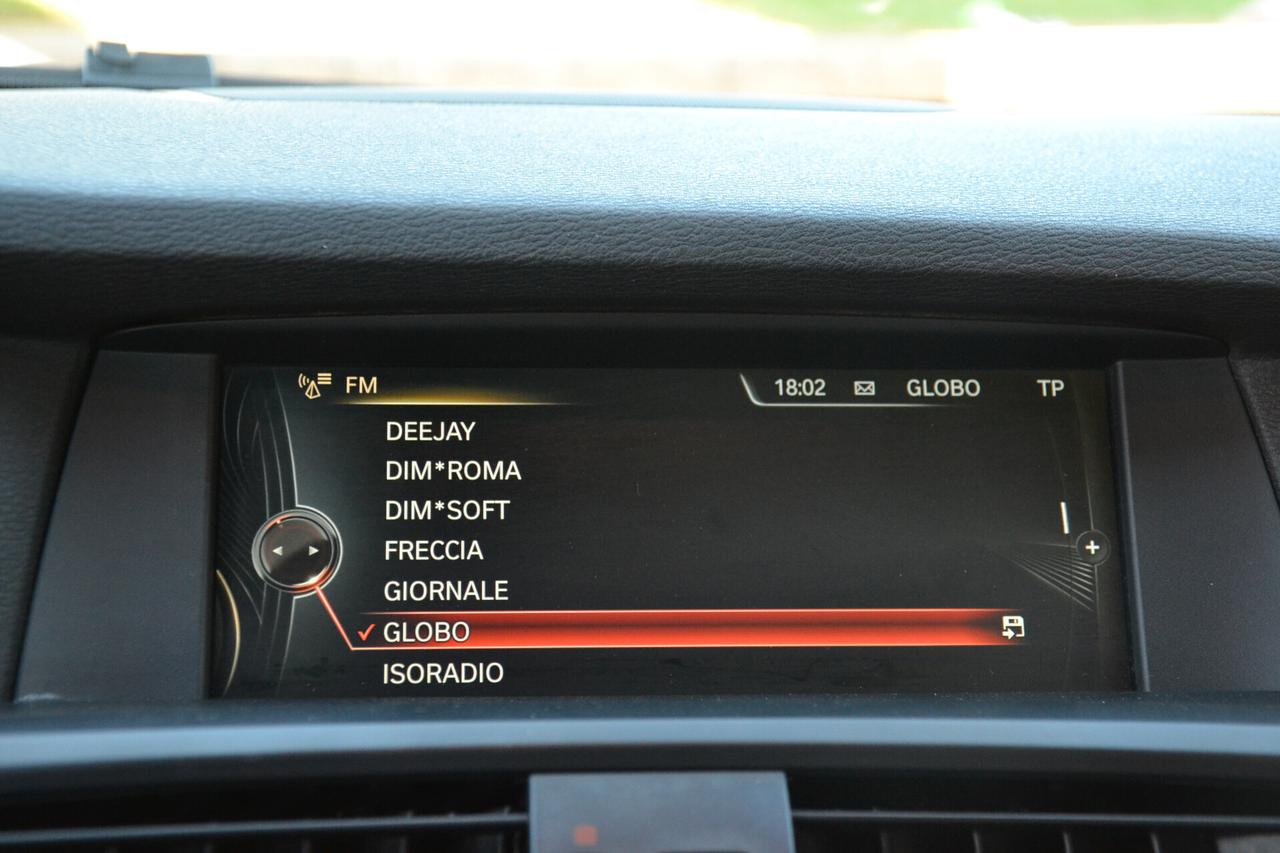 FM
18:02 GLOBO TP
DEEJAY
DIM*ROMA
DIM*SOFT
FRECCIA
GIORNALE
GLOBO
ISORADIO